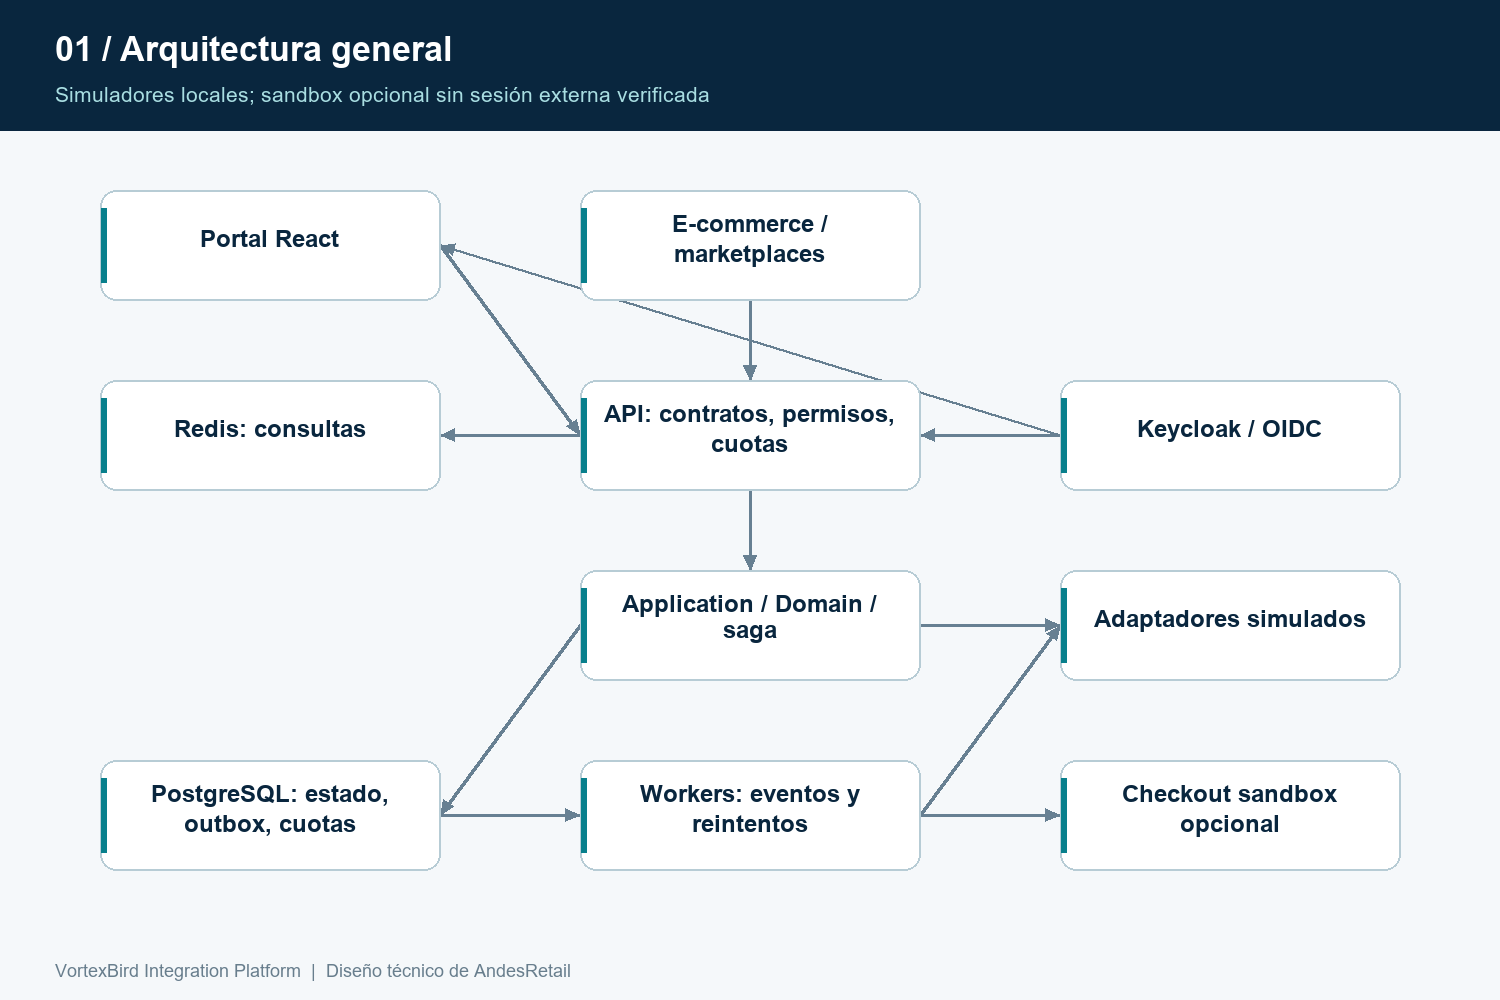 01 / Arquitectura general
Simuladores locales; sandbox opcional sin sesión externa verificada
Portal React
E-commerce /
marketplaces
Redis: consultas
API: contratos, permisos,
cuotas
Keycloak / OIDC
Application / Domain /
saga
Adaptadores simulados
PostgreSQL: estado,
outbox, cuotas
Workers: eventos y
reintentos
Checkout sandbox
opcional
VortexBird Integration Platform | Diseño técnico de AndesRetail